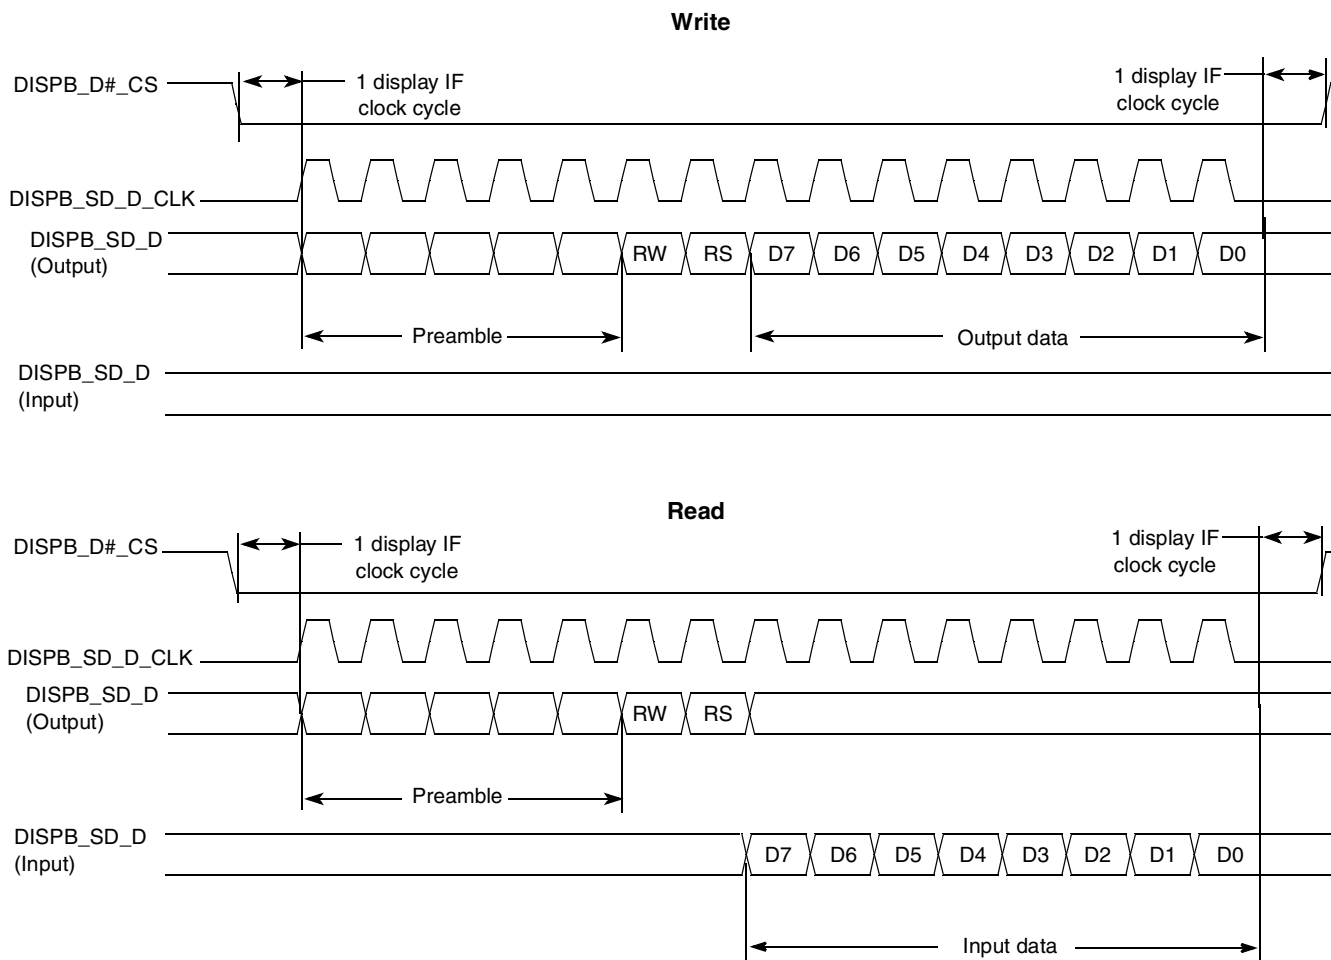 Write
DISPB_D#_CS
1 display IF
clock cycle
1 display IF
clock cycle
DISPB_SD_D_CLK
DISPB_SD_D
(Output)
RW RS D7 D6 D5 D4 D3 D2 D1 D0
Preamble
Output data
DISPB_SD_D
(Input)
Read
DISPB_D#_CS
1 display IF
clock cycle
1 display IF
clock cycle
DISPB_SD_D_CLK
DISPB_SD_D
(Output)
RW RS
Preamble
DISPB_SD_D
(Input)
D7 D6 D5 D4 D3 D2 D1 D0
Input data